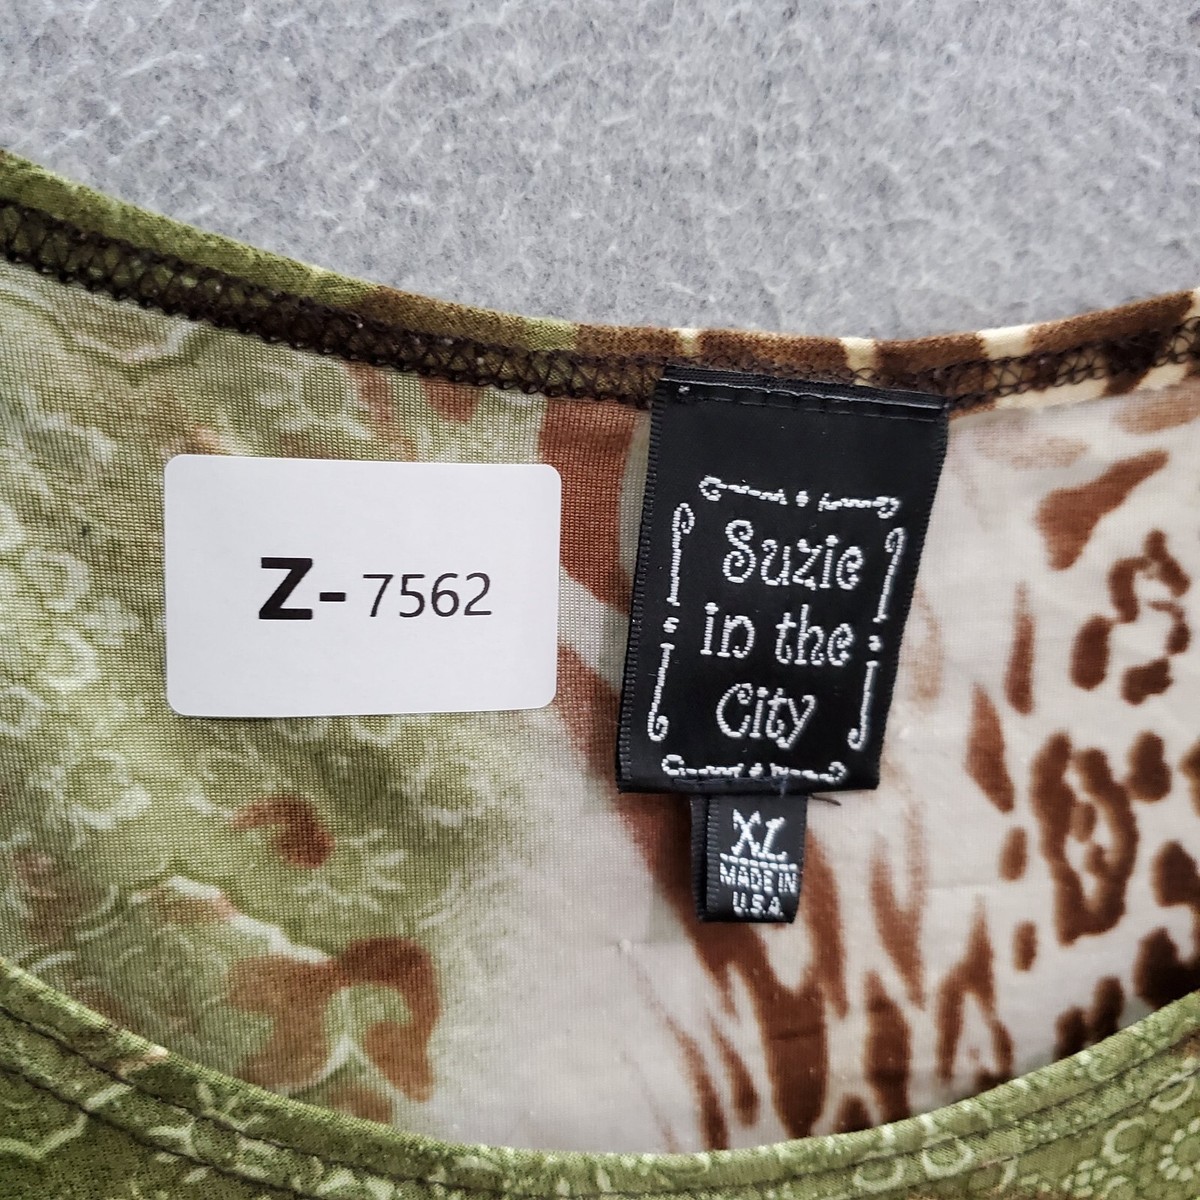 Z- 7562
Suzie
in the
City
XL
MADE IN
U.S.A.